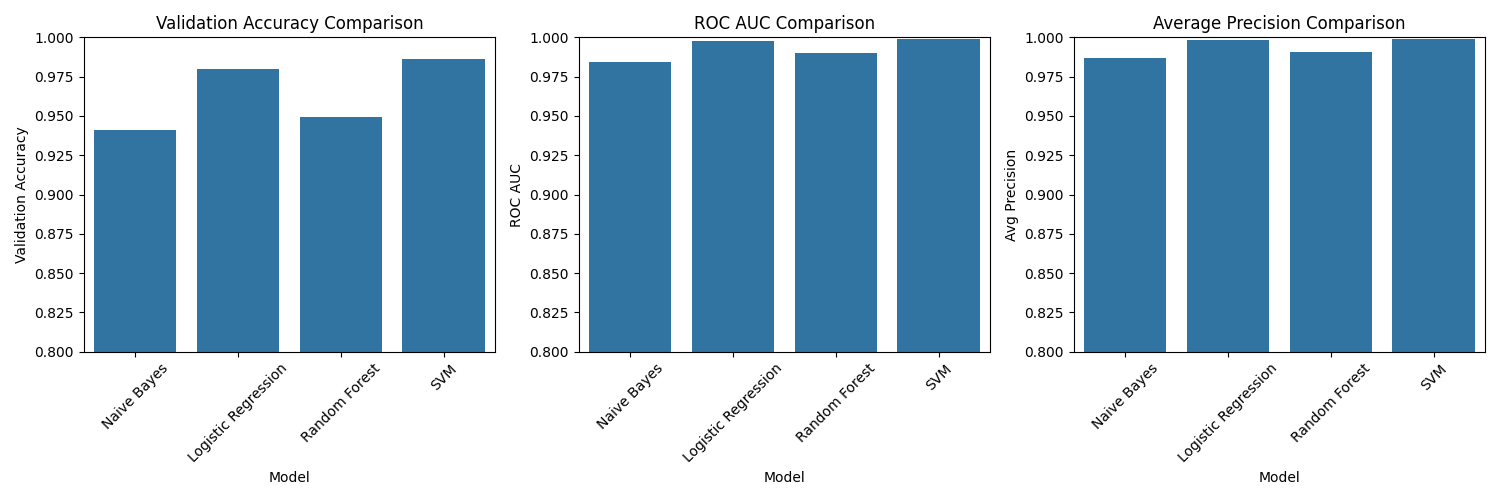 Validation Accuracy Comparison
1.000
0.975
0.950
0.925
0.900
0.875
0.850
0.825
0.800
Validation Accuracy
Naive Bayes
Logistic Regression
Random Forest
SVM
Model
ROC AUC Comparison
1.000
0.975
0.950
0.925
0.900
0.875
0.850
0.825
0.800
ROC AUC
Naive Bayes
Logistic Regression
Random Forest
SVM
Model
Average Precision Comparison
1.000
0.975
0.950
0.925
0.900
0.875
0.850
0.825
0.800
Avg Precision
Naive Bayes
Logistic Regression
Random Forest
SVM
Model